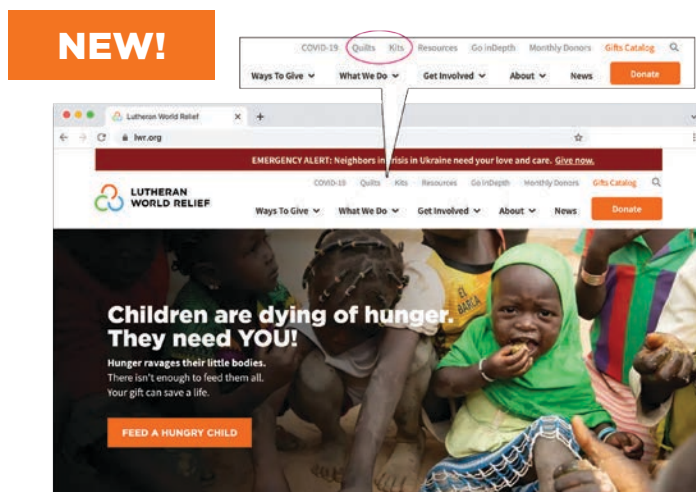 NEW!
COVID-19 Quilts Kits Resources Go inDepth Monthly Donors Gifts Catalog
Ways To Give What We Do Get Involved About News Donate
Lutheran World Relief
lwr.org
EMERGENCY ALERT: Neighbors in crisis in Ukraine need your love and care. Give now.
COVID-19 Quilts Kits Resources Go inDepth Monthly Donors Gifts Catalog
LUTHERAN
WORLD RELIEF
Ways To Give What We Do Get Involved About News Donate
EL
BARCA
Children are dying of hunger.
They need YOU!
Hunger ravages their little bodies.
There isn't enough to feed them all.
Your gift can save a life.
FEED A HUNGRY CHILD